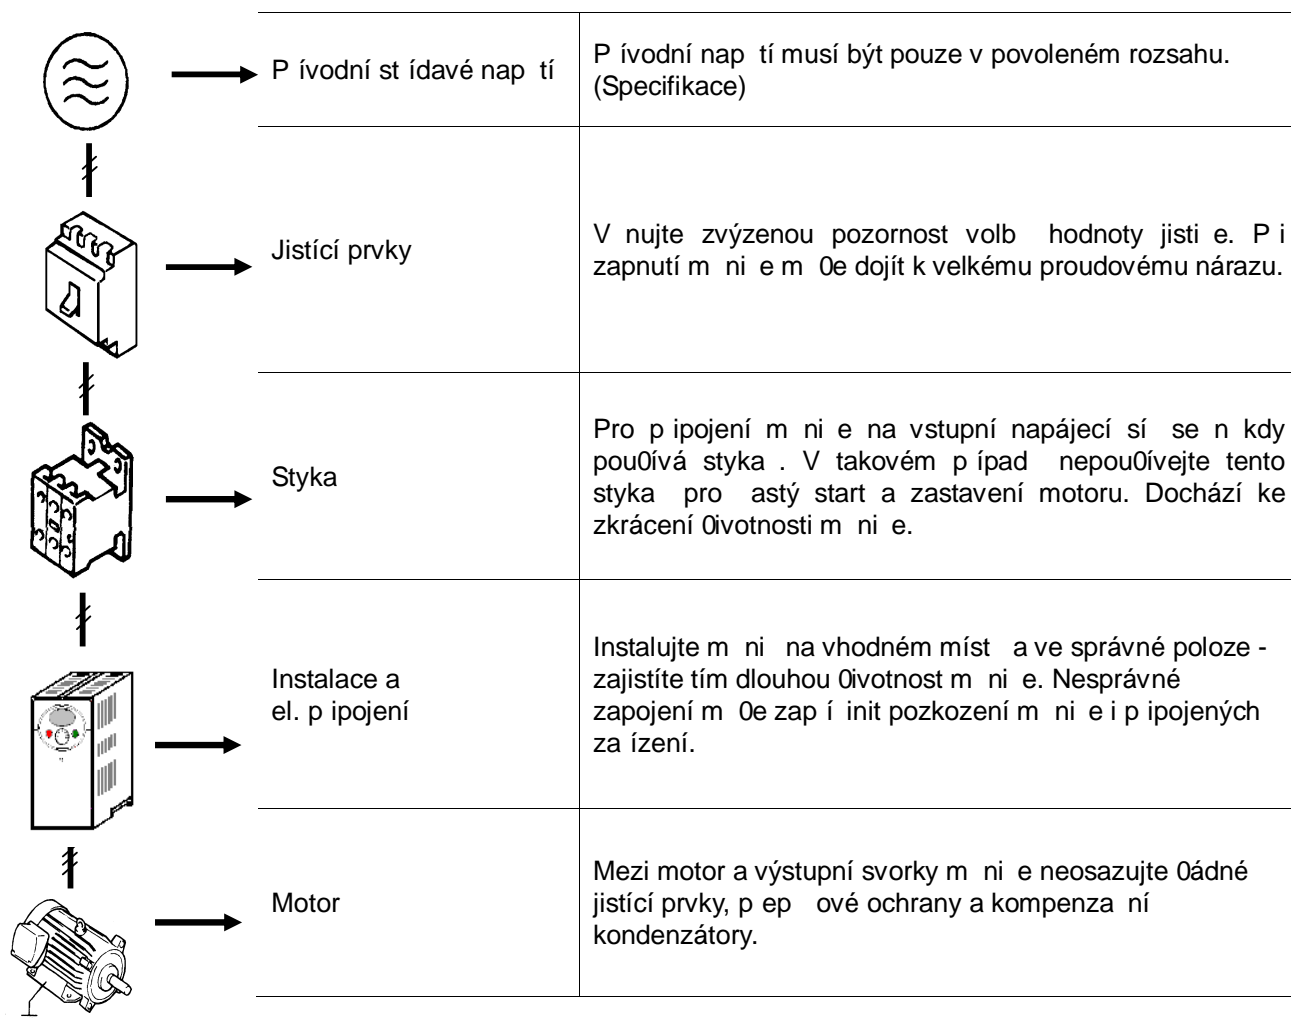 P ívodní st ídavé nap tí
P ívodní nap tí musí být pouze v povoleném rozsahu.
(Specifikace)
Jistící prvky
V nujte zvýzenou pozornost volb hodnoty jisti e. P i
zapnutí m ni e m 0e dojít k velkému proudovému nárazu.
Styka
Pro p ipojení m ni e na vstupní napájecí sí se n kdy
pou0ívá styka . V takovém p ípad nepou0ívejte tento
styka pro astý start a zastavení motoru. Dochází ke
zkrácení 0ivotnosti m ni e.
Instalace a
el. p ipojení
Instalujte m ni na vhodném míst a ve správné poloze -
zajistíte tím dlouhou 0ivotnost m ni e. Nesprávné
zapojení m 0e zap í init pozkození m ni e i p ipojených
za ízení.
Motor
Mezi motor a výstupní svorky m ni e neosazujte 0ádné
jistící prvky, p ep ové ochrany a kompenza ní
kondenzátory.